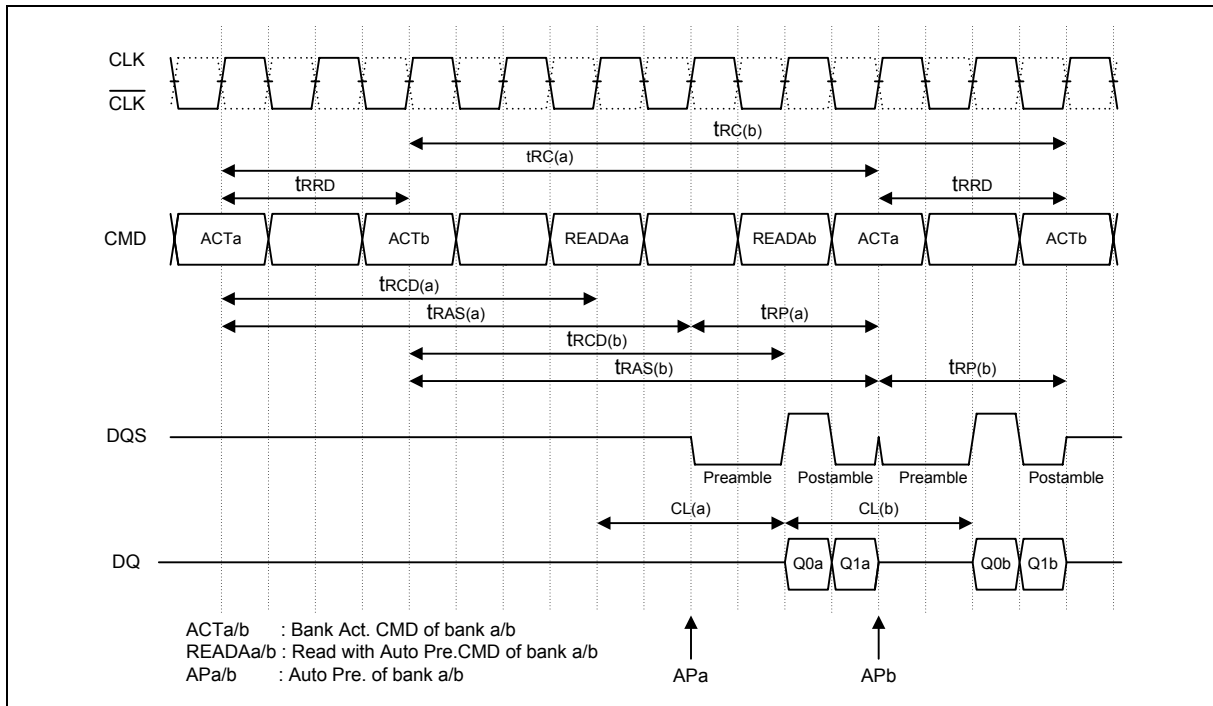 CLK
CLK
tRC(b)
tRC(a)
tRRD tRRD
CMD ACTa ACTb READAa READAb ACTa ACTb
tRCD(a)
tRAS(a) tRP(a)
tRCD(b)
tRAS(b) tRP(b)
DQS
Preamble Postamble Preamble Postamble
CL(a) CL(b)
DQ Q0a Q1a Q0b Q1b
ACTa/b : Bank Act. CMD of bank a/b
READAa/b : Read with Auto Pre.CMD of bank a/b
APa/b : Auto Pre. of bank a/b
APa APb